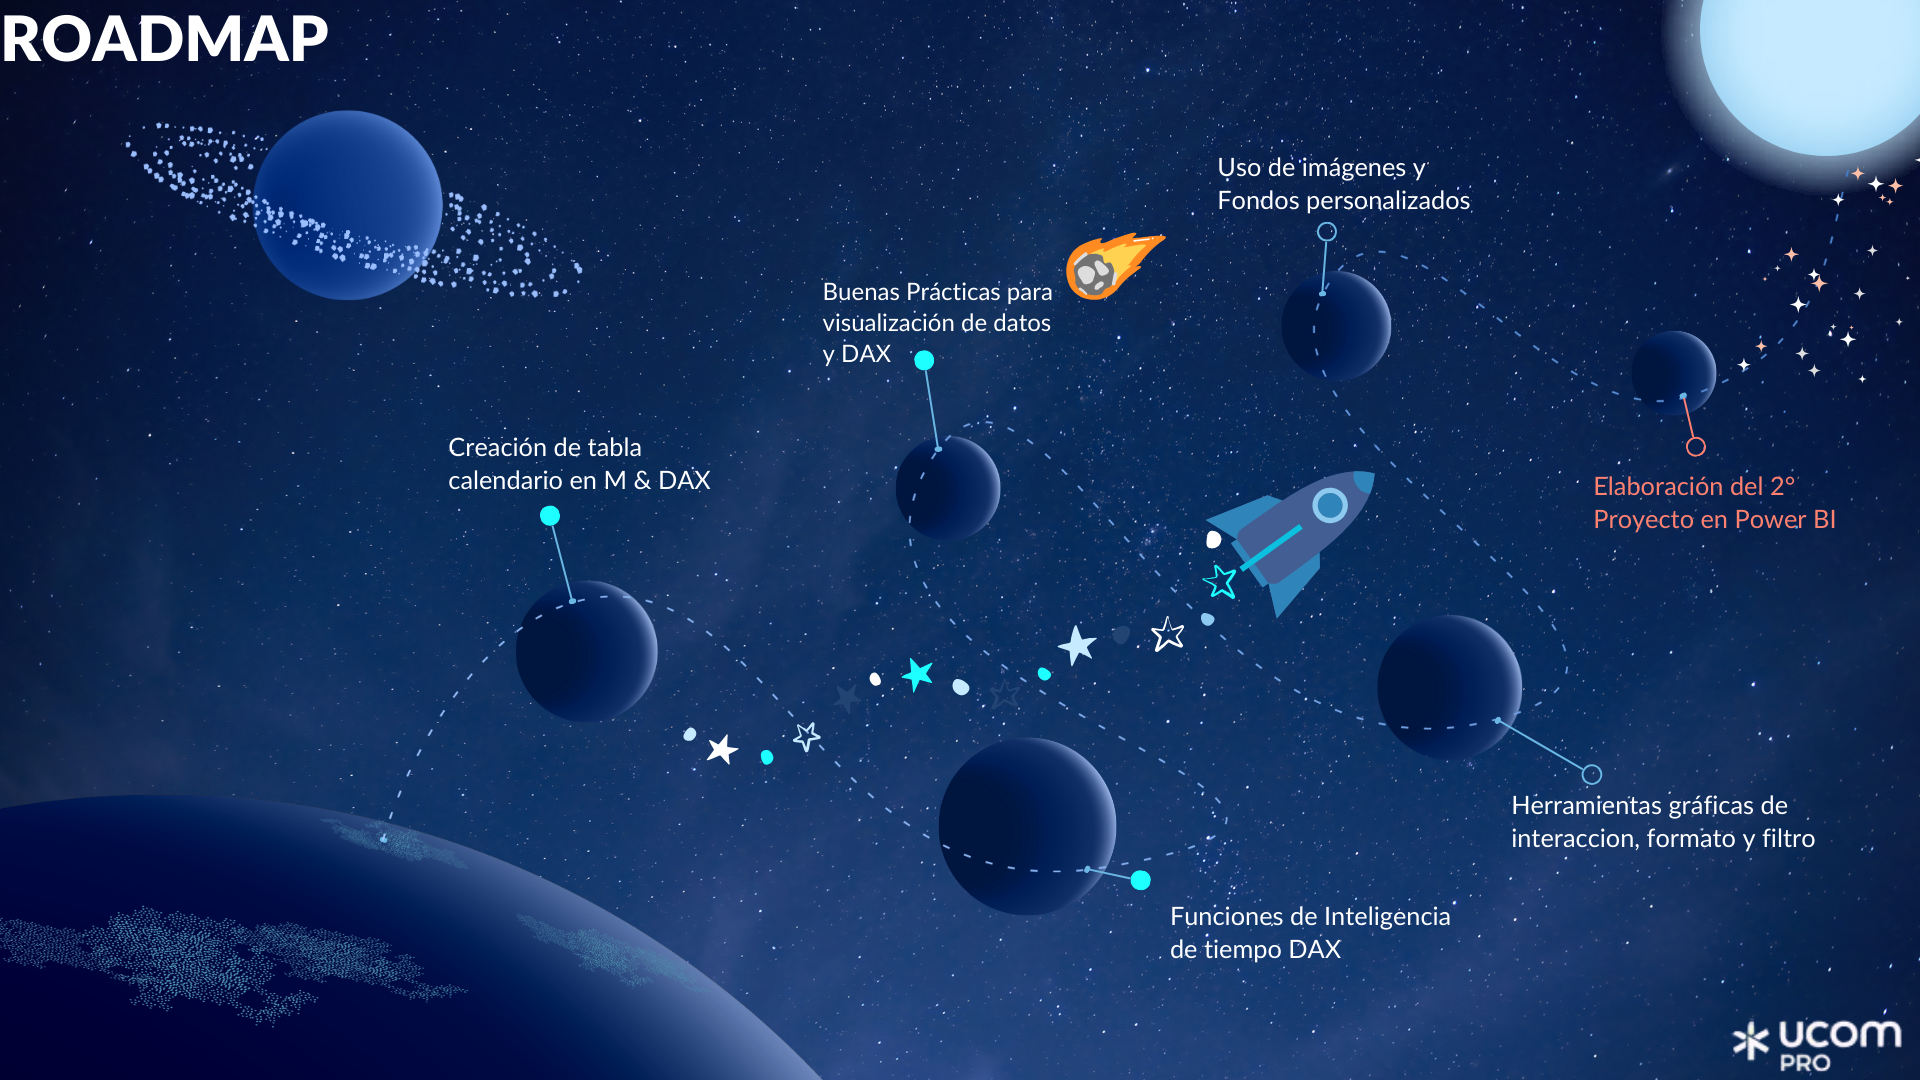 ROADMAP
Uso de imágenes y
Fondos personalizados
Buenas Prácticas para
visualización de datos
y DAX
Creación de tabla
calendario en M & DAX
Elaboración del 2°
Proyecto en Power BI
Herramientas gráficas de
interaccion, formato y filtro
Funciones de Inteligencia
de tiempo DAX
UCOM
PRO